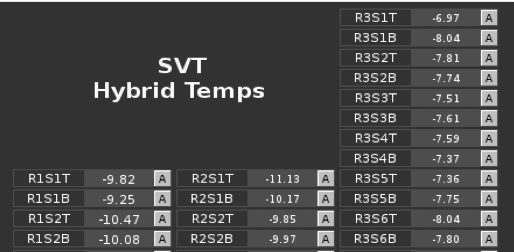 SVT
Hybrid Temps
R3S1T -6.97 A
R3S1B -8.04 A
R3S2T -7.81 A
R3S2B -7.74 A
R3S3T -7.51 A
R3S3B -7.61 A
R3S4T -7.59 A
R3S4B -7.37 A
R1S1T -9.82 A R2S1T -11.13 A R3S5T -7.36 A
R1S1B -9.25 A R2S1B -10.17 A R3S5B -7.75 A
R1S2T -10.47 A R2S2T -9.85 A R3S6T -8.04 A
R1S2B -10.08 A R2S2B -9.97 A R3S6B -7.80 A